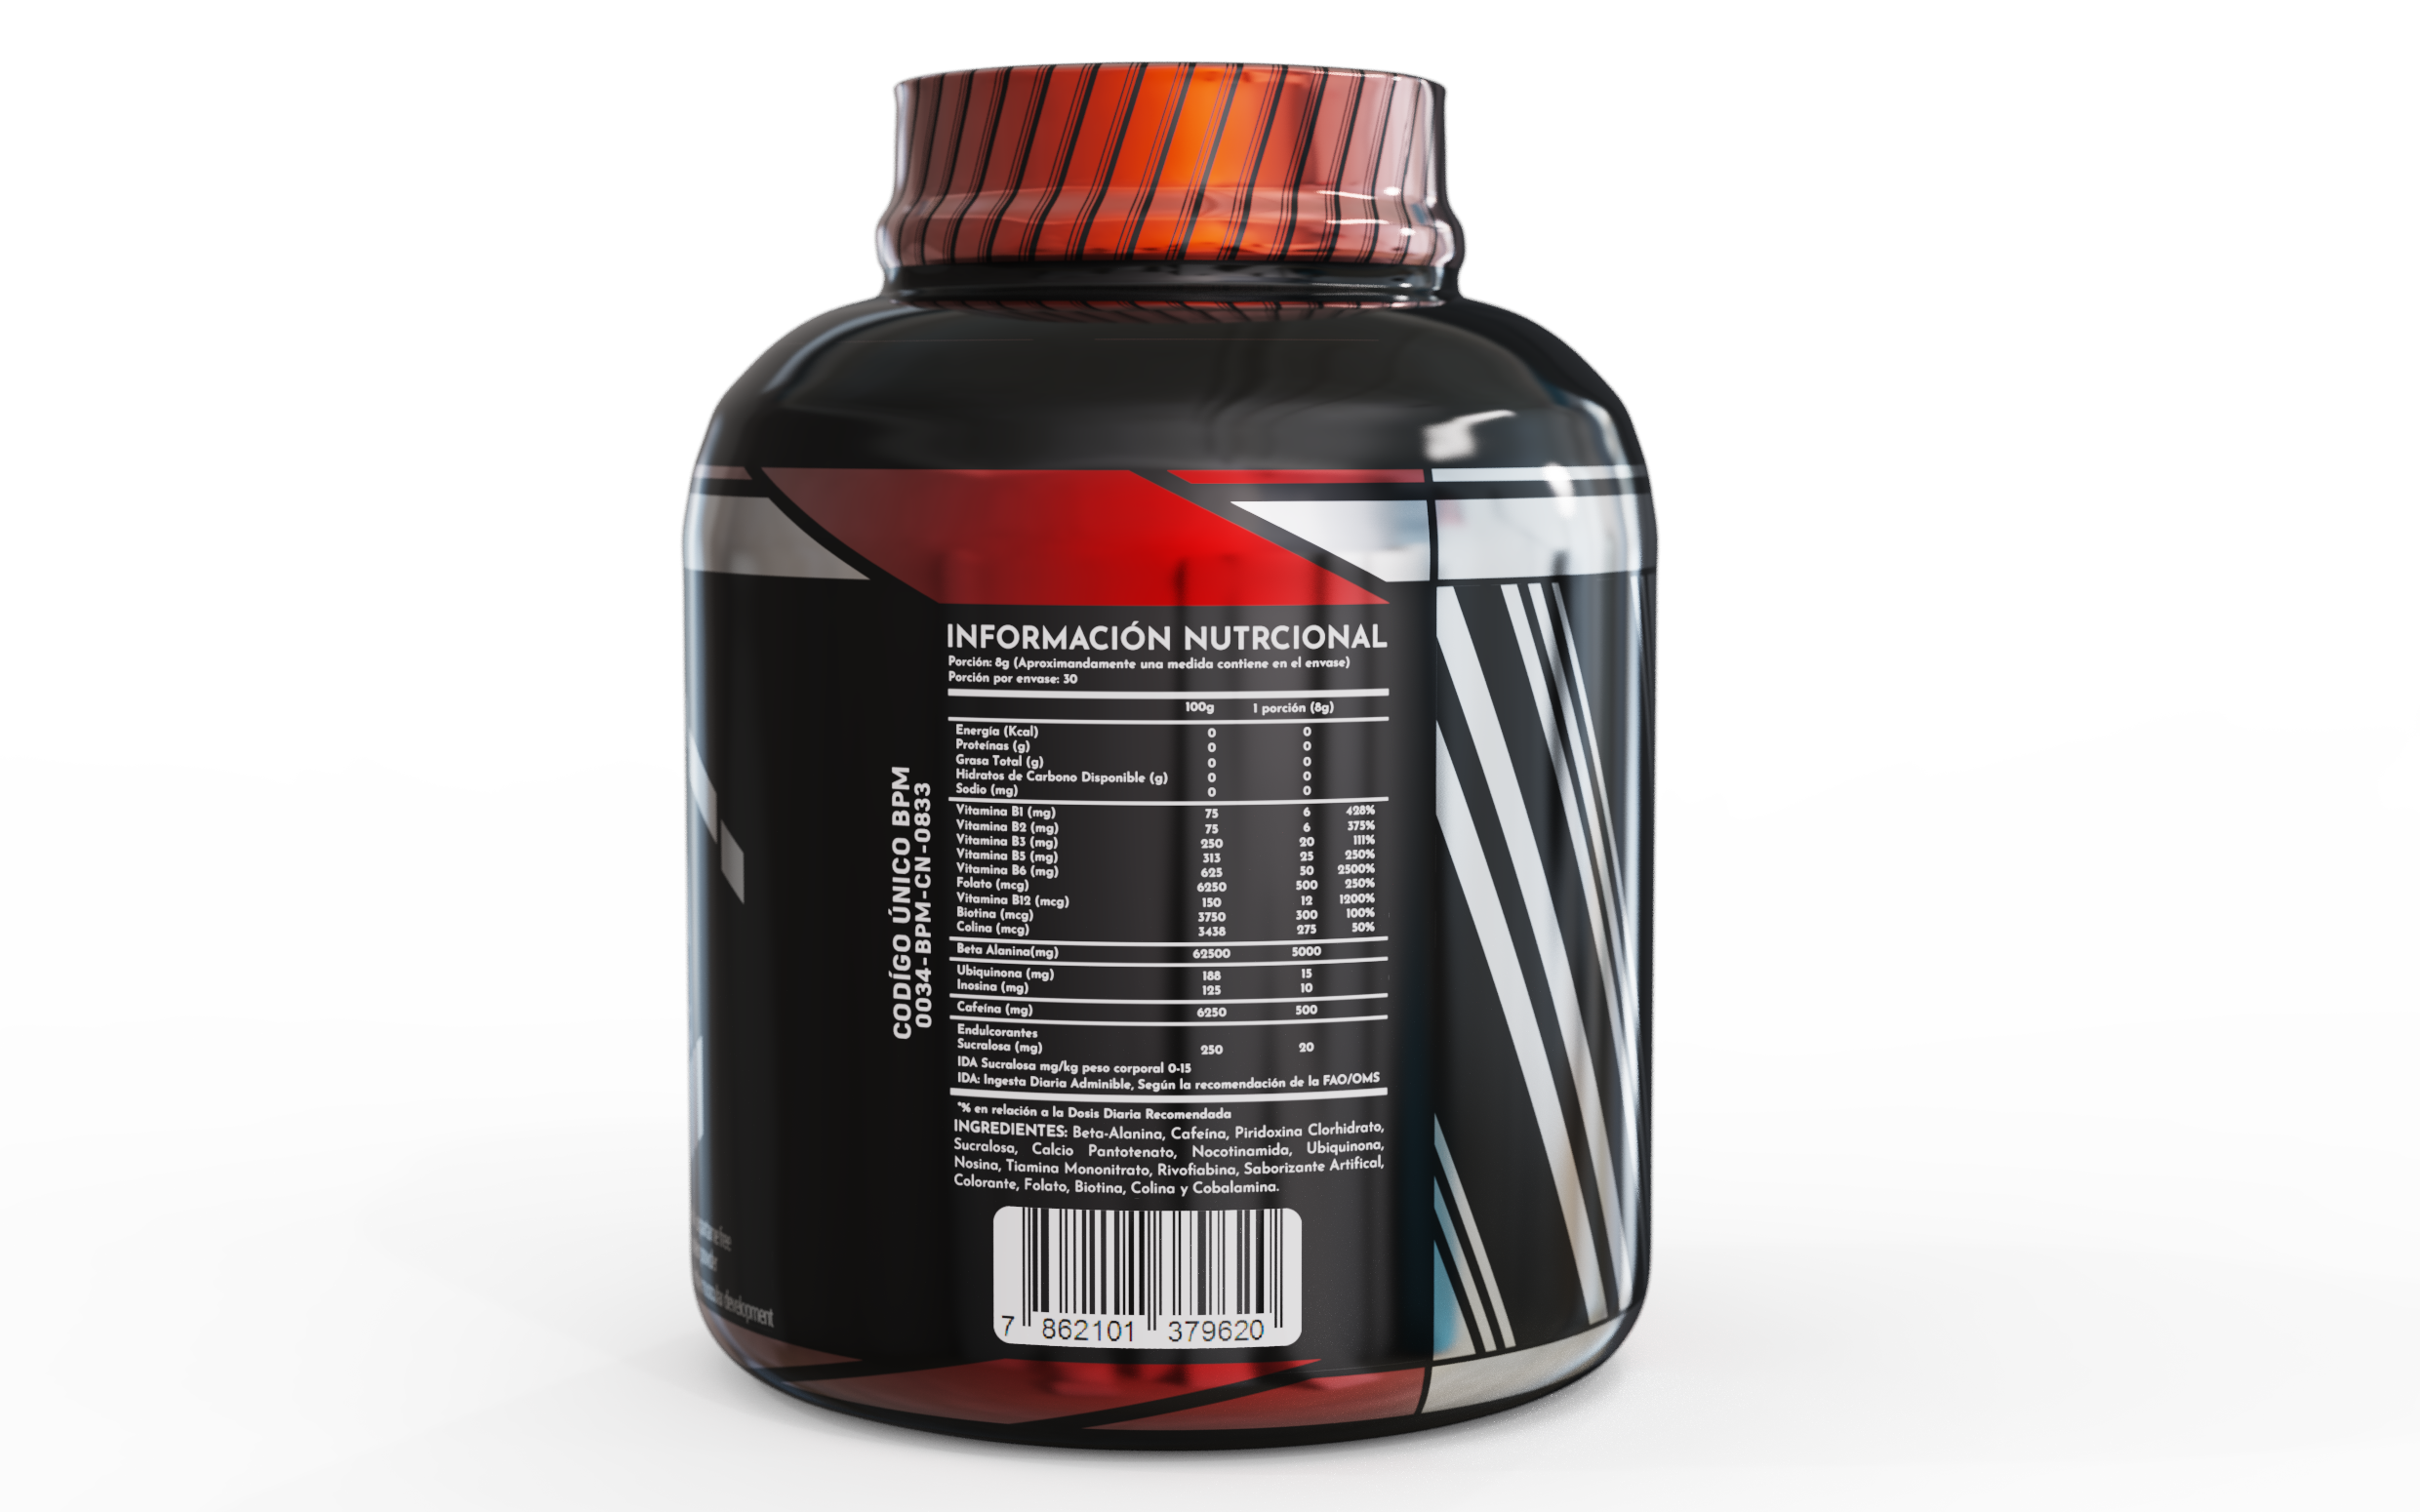 INFORMACIÓN NUTRCIONAL
Porción: 8g (Aproximandamente una medida contiene en el envase)
Porción por envase: 30
100g 1 porción (8g)
Energía (Kcal) 0 0
Proteínas (g) 0 0
Grasa Total (g) 0 0
Hidratos de Carbono Disponible (g) 0 0
Sodio (mg) 0 0
Vitamina B1 (mg) 75 6 428%
Vitamina B2 (mg) 75 6 375%
Vitamina B3 (mg) 250 20 111%
Vitamina B5 (mg) 313 25 250%
Vitamina B6 (mg) 625 50 2500%
Folato (mcg) 6250 500 250%
Vitamina B12 (mcg) 150 12 1200%
Biotina (mcg) 3750 300 100%
Colina (mcg) 3438 275 50%
Beta Alanina(mg) 62500 5000
Ubiquinona (mg) 188 15
Inosina (mg) 125 10
Cafeína (mg) 6250 500
Endulcorantes
Sucralosa (mg) 250 20
IDA Sucralosa mg/kg peso corporal 0-15
IDA: Ingesta Diaria Adminible, Según la recomendación de la FAO/OMS
*% en relación a la Dosis Diaria Recomendada
INGREDIENTES: Beta-Alanina, Cafeína, Piridoxina Clorhidrato,
Sucralosa, Calcio Pantotenato, Nocotinamida, Ubiquinona,
Nosina, Tiamina Mononitrato, Rivofiabina, Saborizante Artifical,
Colorante, Folato, Biotina, Colina y Cobalamina.
7 862101 379620
CODÍGO ÚNICO BPM
0034-BPM-CN-0833
free
development